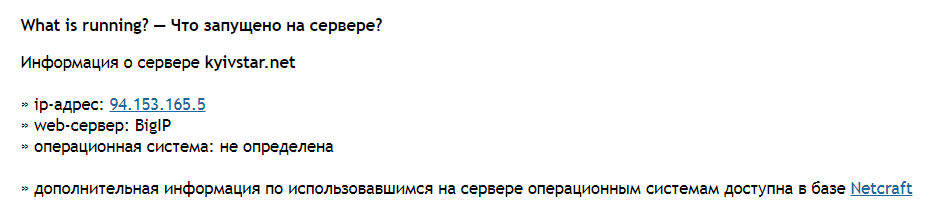 What is running? — Что запущено на сервере?
Информация о сервере kyivstar.net
» ip-адрес: 94.153.165.5
» web-сервер: BigIP
» операционная система: не определена
» дополнительная информация по использовавшимся на сервере операционным системам доступна в базе Netcraft